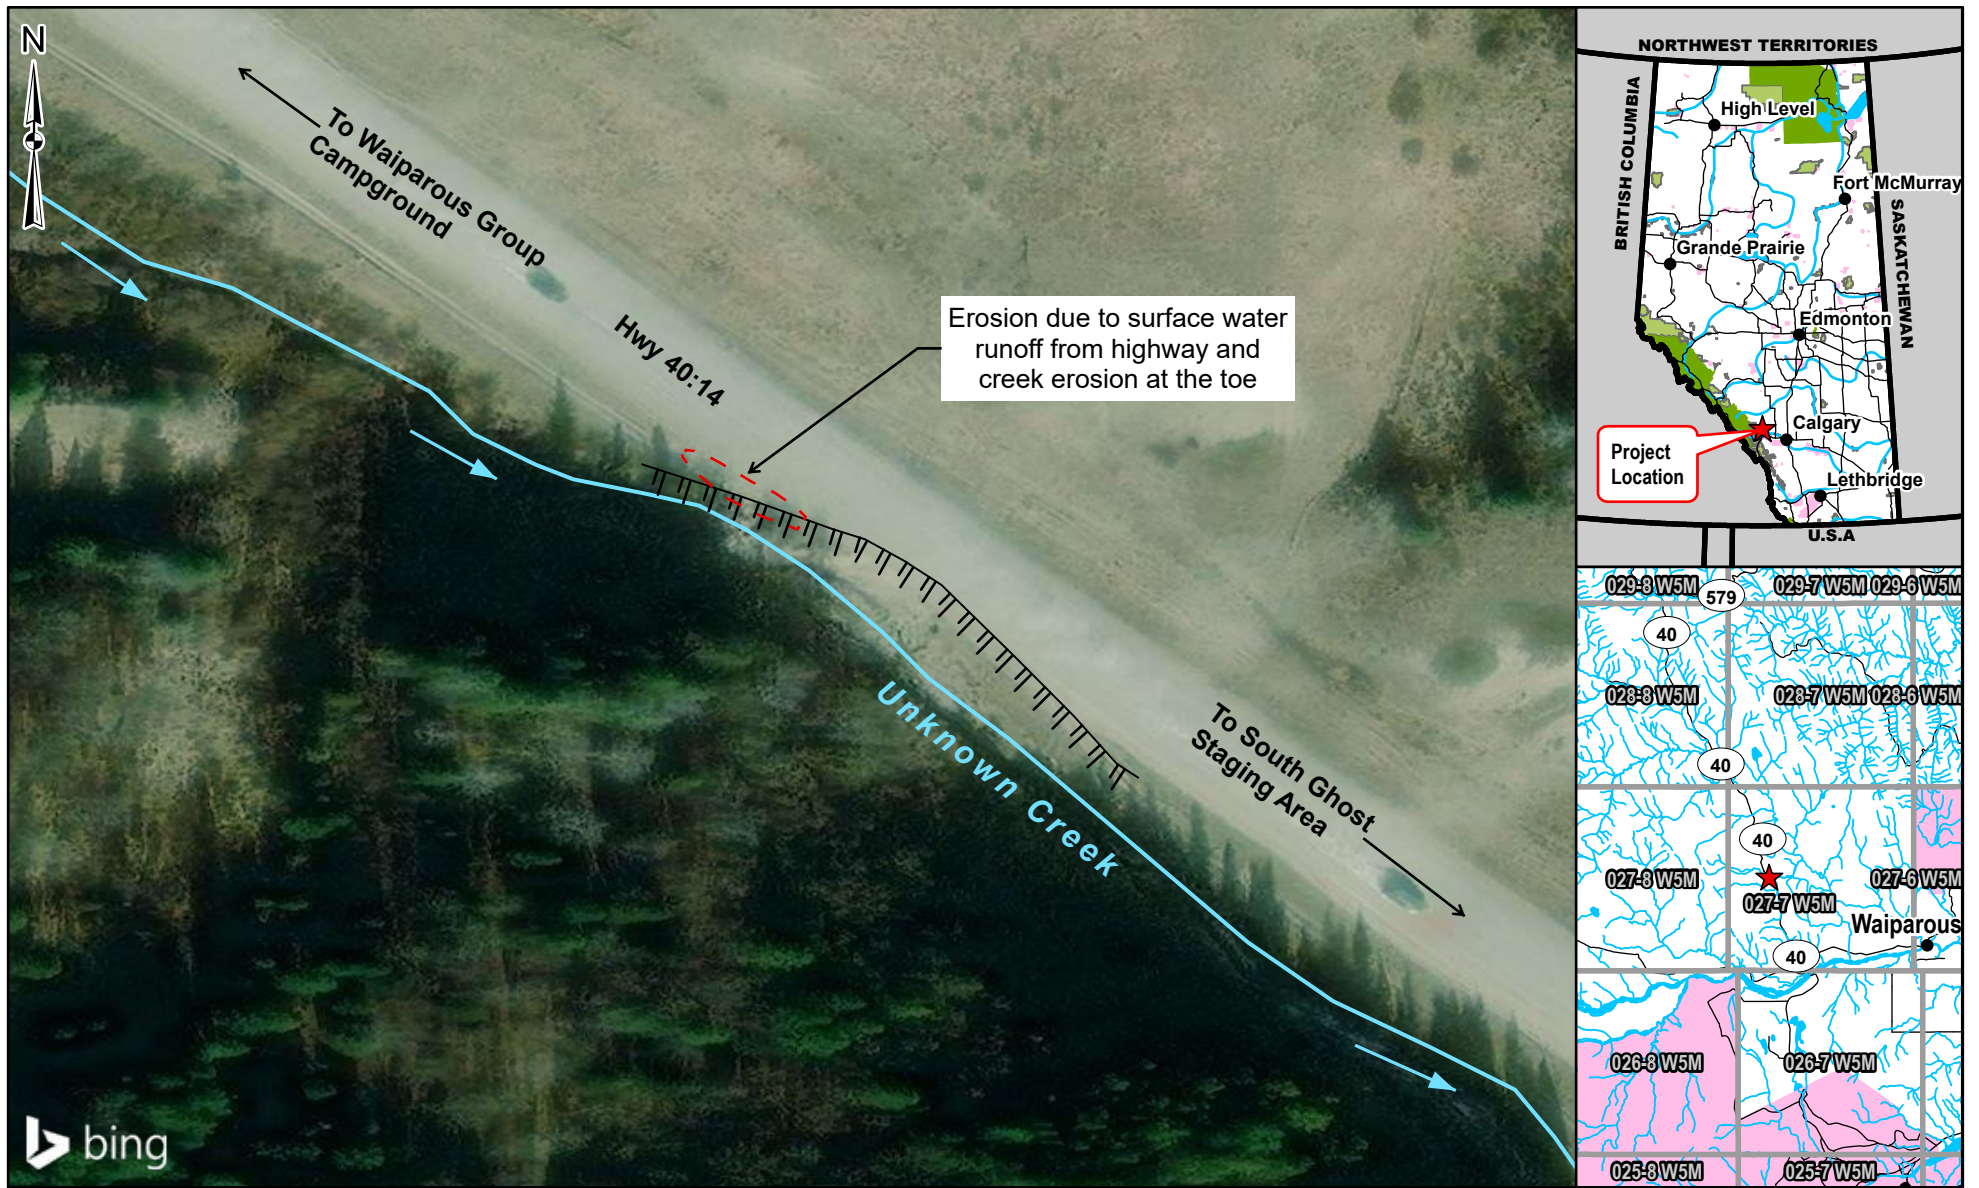 N
To Waiparous Group
Campground
Hwy 40:14
Erosion due to surface water
runoff from highway and
creek erosion at the toe
Unknown Creek
To South Ghost
Staging Area
bing
NORTHWEST TERRITORIES
BRITISH COLUMBIA
SASKATCHEWAN
High Level
Fort McMurray
Grande Prairie
Edmonton
Calgary
Project
Location
Lethbridge
U.S.A
029-8 W5M
579
029-7 W5M
029-6 W5M
40
028-8 W5M
028-7 W5M
028-6 W5M
40
40
027-8 W5M
027-6 W5M
027-7 W5M
Waiparous
40
026-8 W5M
026-7 W5M
025-8 W5M
025-7 W5M